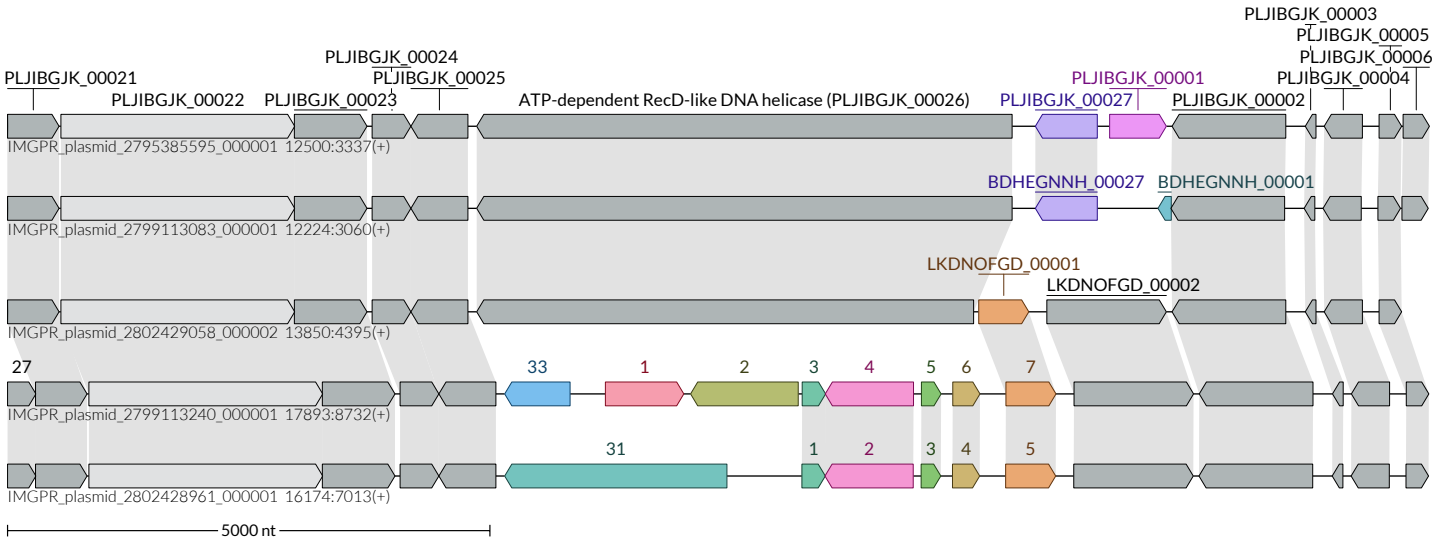 PLJIBGJK_00003
PLJIBGJK_00024 PLJIBGJK_00005
PLJIBGJK_00021 PLJIBGJK_00025 PLJIBGJK_00001 PLJIBGJK_00004 PLJIBGJK_00006
PLJIBGJK_00022 PLJIBGJK_00023 ATP-dependent RecD-like DNA helicase (PLJIBGJK_00026) PLJIBGJK_00027 PLJIBGJK_00002
IMGPR_plasmid_2795385595_000001 12500:3337(+)
BDHEGNNH_00027 BDHEGNNH_00001
IMGPR_plasmid_2799113083_000001 12224:3060(+)
LKDNOFGD_00001
LKDNOFGD_00002
IMGPR_plasmid_2802429058_000002 13850:4395(+)
27 33 1 2 3 4 5 6 7
IMGPR_plasmid_2799113240_000001 17893:8732(+)
31 1 2 3 4 5
IMGPR_plasmid_2802428961_000001 16174:7013(+)
5000 nt